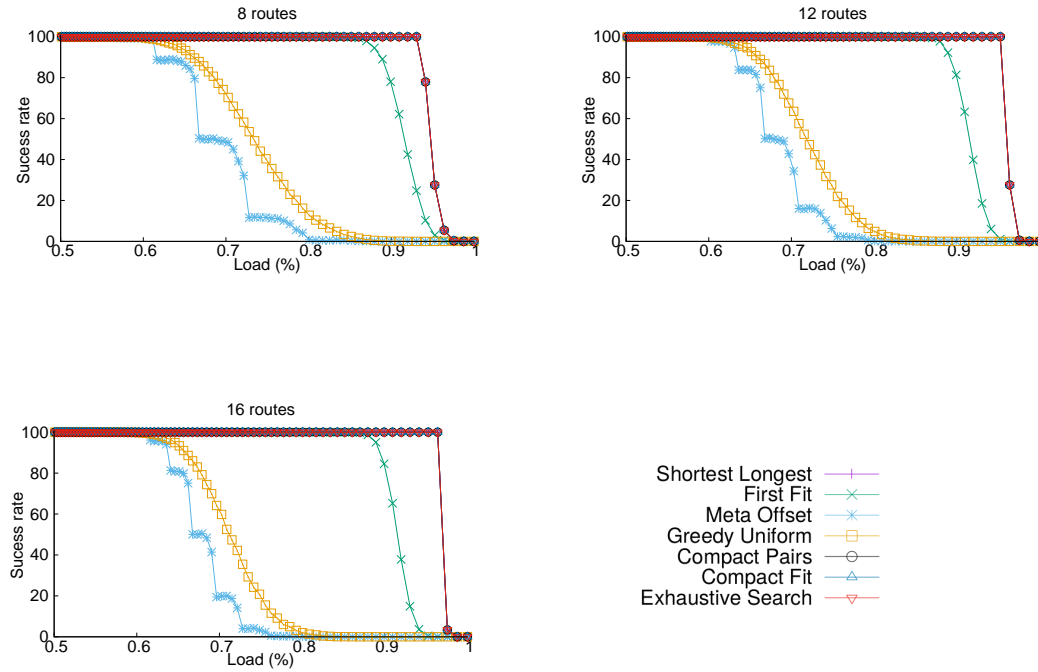 8 routes
Sucess rate
100
80
60
40
20
0
0.5 0.6 0.7 0.8 0.9 1
Load (%)
12 routes
Sucess rate
100
80
60
40
20
0
0.5 0.6 0.7 0.8 0.9 1
Load (%)
16 routes
Sucess rate
100
80
60
40
20
0
0.5 0.6 0.7 0.8 0.9 1
Load (%)
Shortest Longest
First Fit
Meta Offset
Greedy Uniform
Compact Pairs
Compact Fit
Exhaustive Search